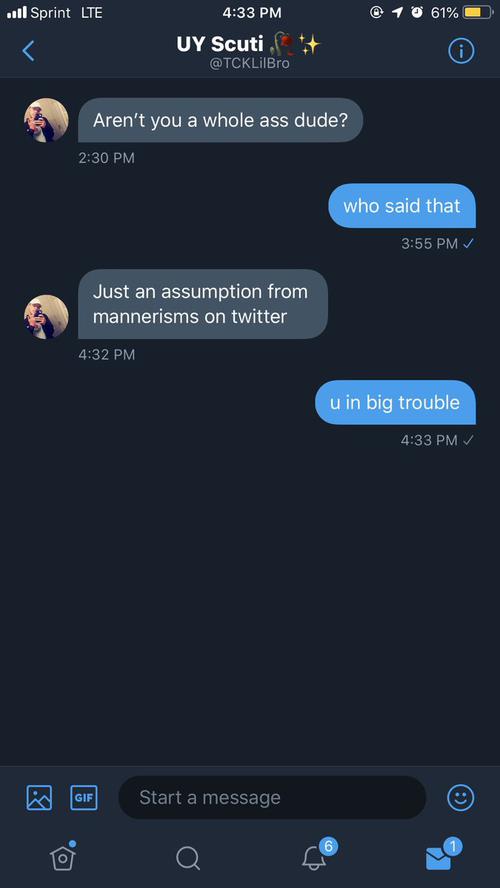 Sprint LTE 4:33 PM 61%
UY Scuti 🥀✨
@TCKLilBro
Aren’t you a whole ass dude?
2:30 PM
who said that
3:55 PM ✓
Just an assumption from
mannerisms on twitter
4:32 PM
u in big trouble
4:33 PM ✓
GIF Start a message
6 1